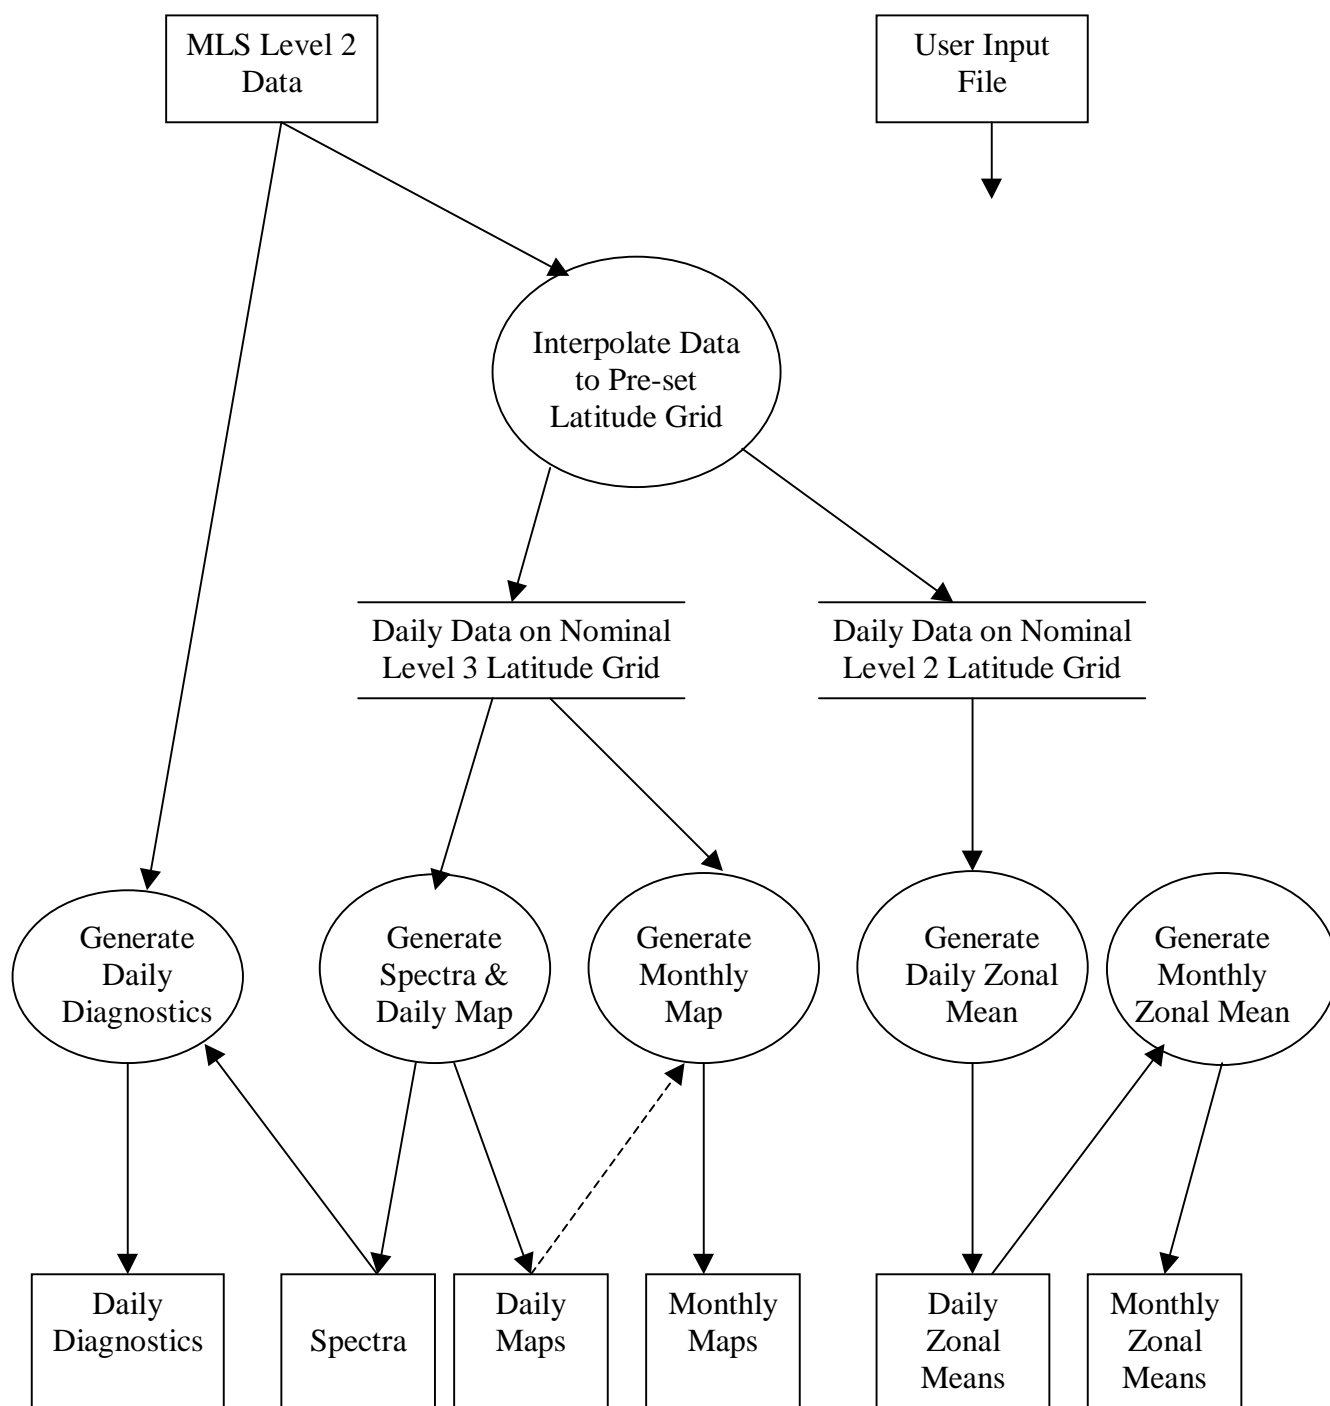 MLS Level 2
Data
User Input
File
Interpolate Data
to Pre-set
Latitude Grid
Daily Data on Nominal
Level 3 Latitude Grid
Daily Data on Nominal
Level 2 Latitude Grid
Generate
Daily
Diagnostics
Generate
Spectra &
Daily Map
Generate
Monthly
Map
Generate
Daily Zonal
Mean
Generate
Monthly
Zonal Mean
Daily
Diagnostics
Spectra
Daily
Maps
Monthly
Maps
Daily
Zonal
Means
Monthly
Zonal
Means